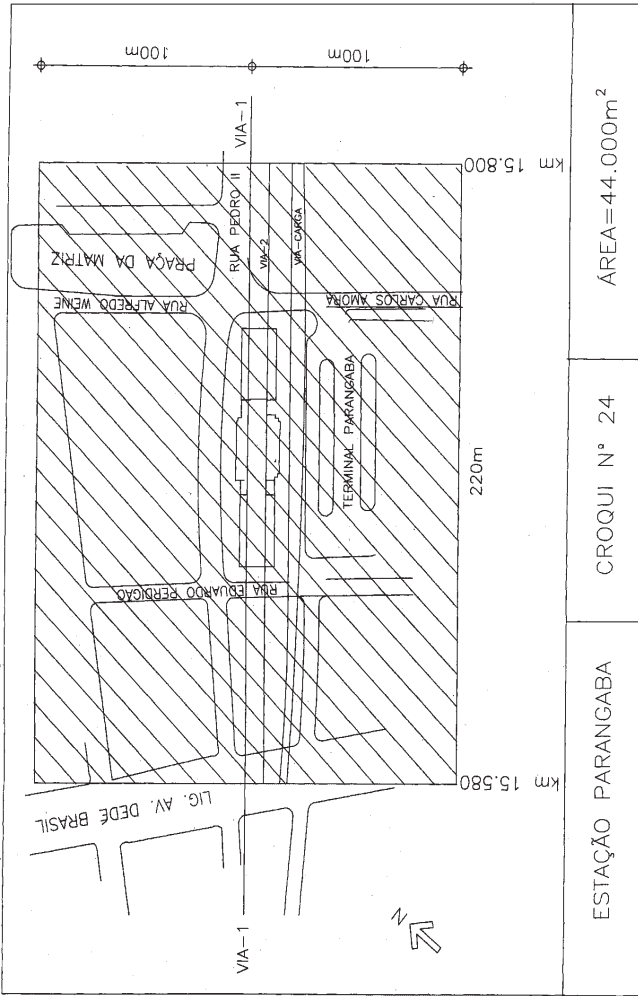 100m
100m
VIA-1
km 15.800
RUA PEDRO II
VIA-2
VIA-CARGA
PRAÇA DA MATRIZ
RUA ALFREDO WEINE
RUA CARLOS AMORA
TERMINAL PARANGABA
220m
RUA EDUARDO PERDIGAO
km 15.580
LIG. AV. DEDÉ BRASIL
VIA-1
N
ESTAÇÃO PARANGABA
CROQUI N° 24
ÁREA=44.000m²